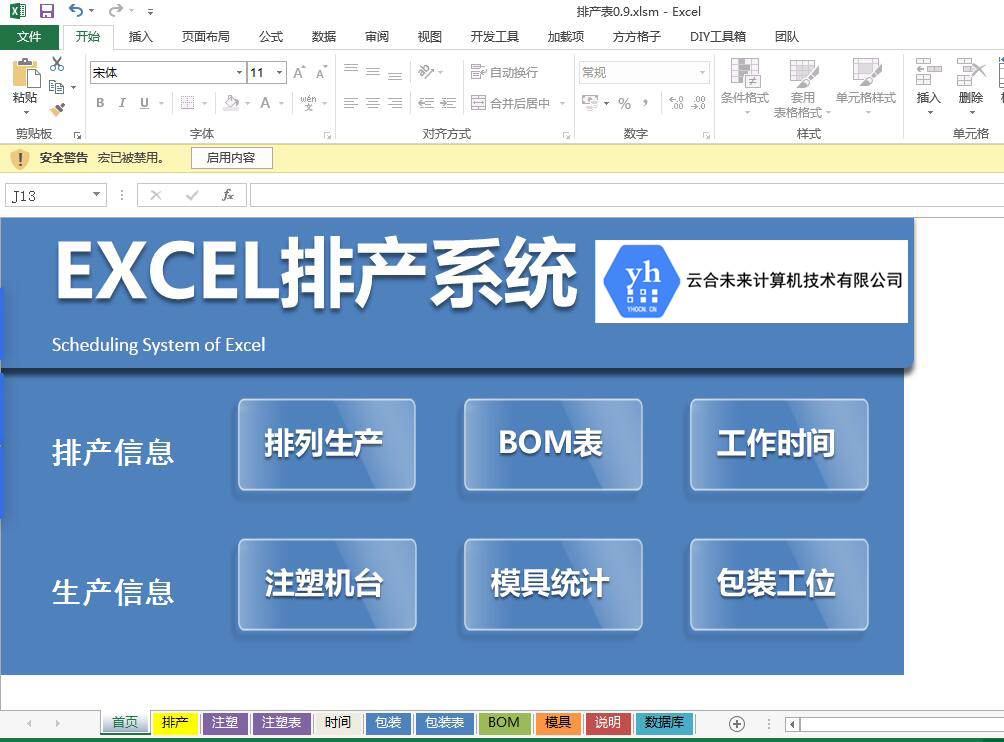 排产表0.9.xlsm - Excel
文件 开始 插入 页面布局 公式 数据 审阅 视图 开发工具 加载项 方方格子 DIY工具箱 团队
宋体 11 A A 自动换行 常规
粘贴 B I U A wén 文 合并后居中 % , 条件格式 套用 表格格式 单元格样式 插入 删除
剪贴板 字体 对齐方式 数字 样式 单元格
安全警告 宏已被禁用。 启用内容
J13 fx
EXCEL排产系统
yh
YHOON.CN
云合未来计算机技术有限公司
Scheduling System of Excel
排产信息 排列生产 BOM表 工作时间
生产信息 注塑机台 模具统计 包装工位
首页 排产 注塑 注塑表 时间 包装 包装表 BOM 模具 说明 数据库